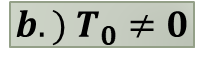 b.) T₀ ≠ 0